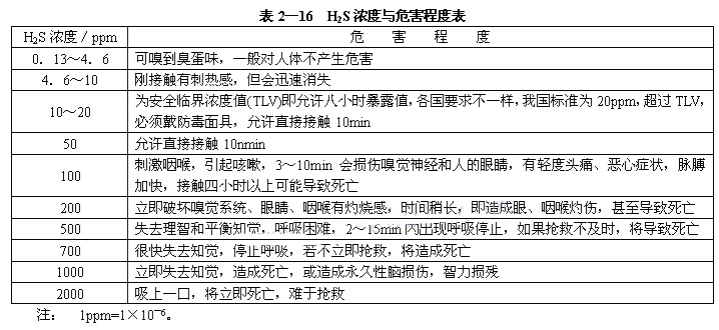 表 2—16 H₂S 浓度与危害程度表
H₂S 浓度／ppm 危 害 程 度
0．13～4．6 可嗅到臭蛋味，一般对人体不产生危害
4．6～10 刚接触有刺热感，但会迅速消失
10～20 为安全临界浓度值(TLV)即允许八小时暴露值，各国要求不一样，我国标准为 20ppm，超过 TLV，
必须戴防毒面具，允许直接接触 10min
50 允许直接接触 10nmin
100 刺激咽喉，引起咳嗽，3～10min 会损伤嗅觉神经和人的眼睛，有轻度头痛、恶心症状，脉膊
加快，接触四小时以上可能导致死亡
200 立即破坏嗅觉系统、眼睛、咽喉有灼烧感，时间稍长，即造成眼、咽喉灼伤，甚至导致死亡
500 失去理智和平衡知觉，呼吸困难，2～15min 内出现呼吸停止，如果抢救不及时，将导致死亡
700 很快失去知觉，停止呼吸，若不立即抢救，将造成死亡
1000 立即失去知觉，造成死亡，或造成永久性脑损伤，智力损残
2000 吸上一口，将立即死亡，难于抢救
注： 1ppm=1×10⁻⁶。